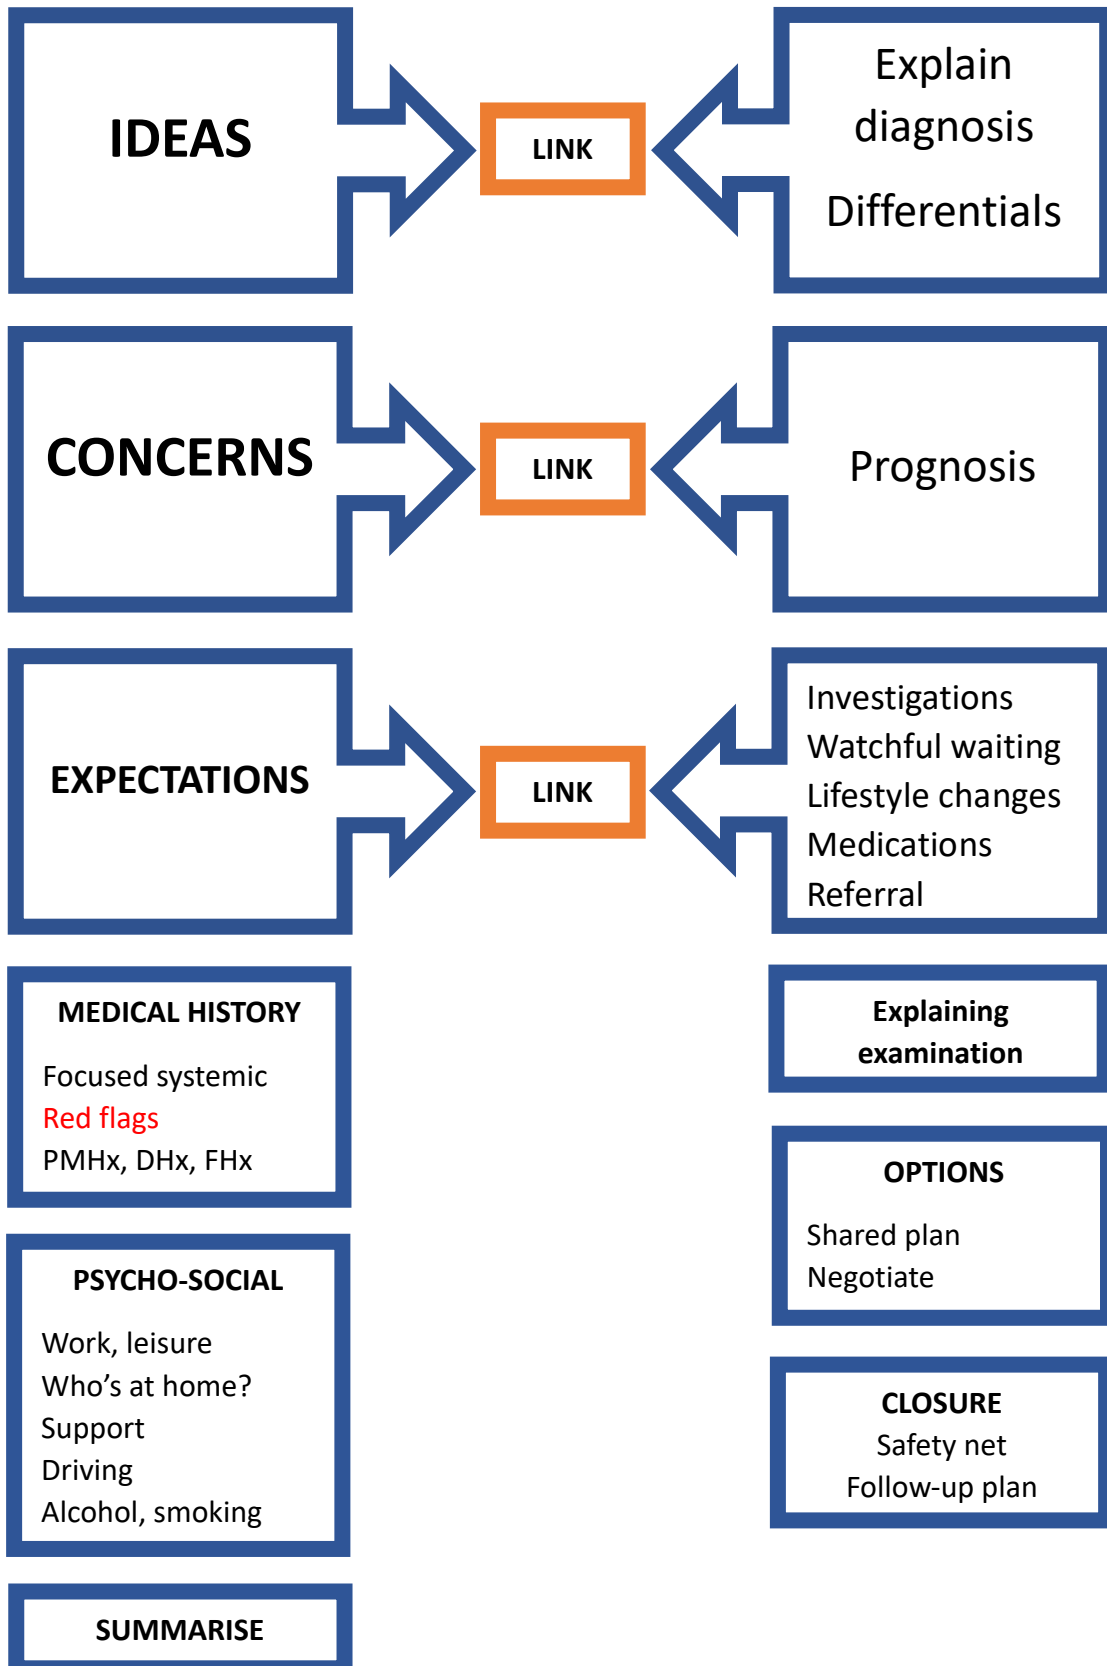 IDEAS
LINK
Explain
diagnosis
Differentials
CONCERNS
LINK
Prognosis
EXPECTATIONS
LINK
Investigations
Watchful waiting
Lifestyle changes
Medications
Referral
MEDICAL HISTORY
Focused systemic
Red flags
PMHx, DHx, FHx
PSYCHO-SOCIAL
Work, leisure
Who’s at home?
Support
Driving
Alcohol, smoking
SUMMARISE
Explaining
examination
OPTIONS
Shared plan
Negotiate
CLOSURE
Safety net
Follow-up plan